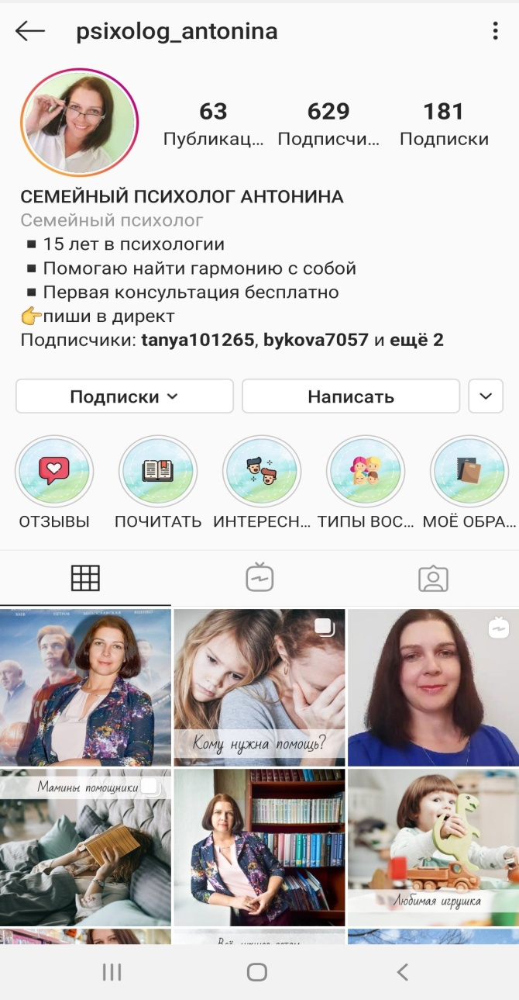 psixolog_antonina
63 629 181
Публикац... Подписчи... Подписки
СЕМЕЙНЫЙ ПСИХОЛОГ АНТОНИНА
Семейный психолог
▪ 15 лет в психологии
▪ Помогаю найти гармонию с собой
▪ Первая консультация бесплатно
👉пиши в директ
Подписчики: tanya101265, bykova7057 и ещё 2
Подписки Написать
ОТЗЫВЫ ПОЧИТАТЬ ИНТЕРЕСН... ТИПЫ ВОС... МОЁ ОБРА...
Кому нужна помощь?
Мамины помощники
Любимая игрушка